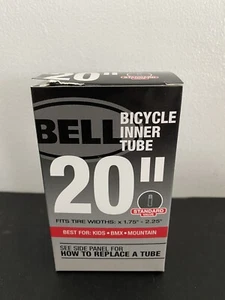 BELL
BICYCLE
INNER
TUBE
20"
STANDARD
FITS TIRE WIDTHS: x 1.75" - 2.25"
BEST FOR: KIDS • BMX • MOUNTAIN
SEE SIDE PANEL FOR
HOW TO REPLACE A TUBE